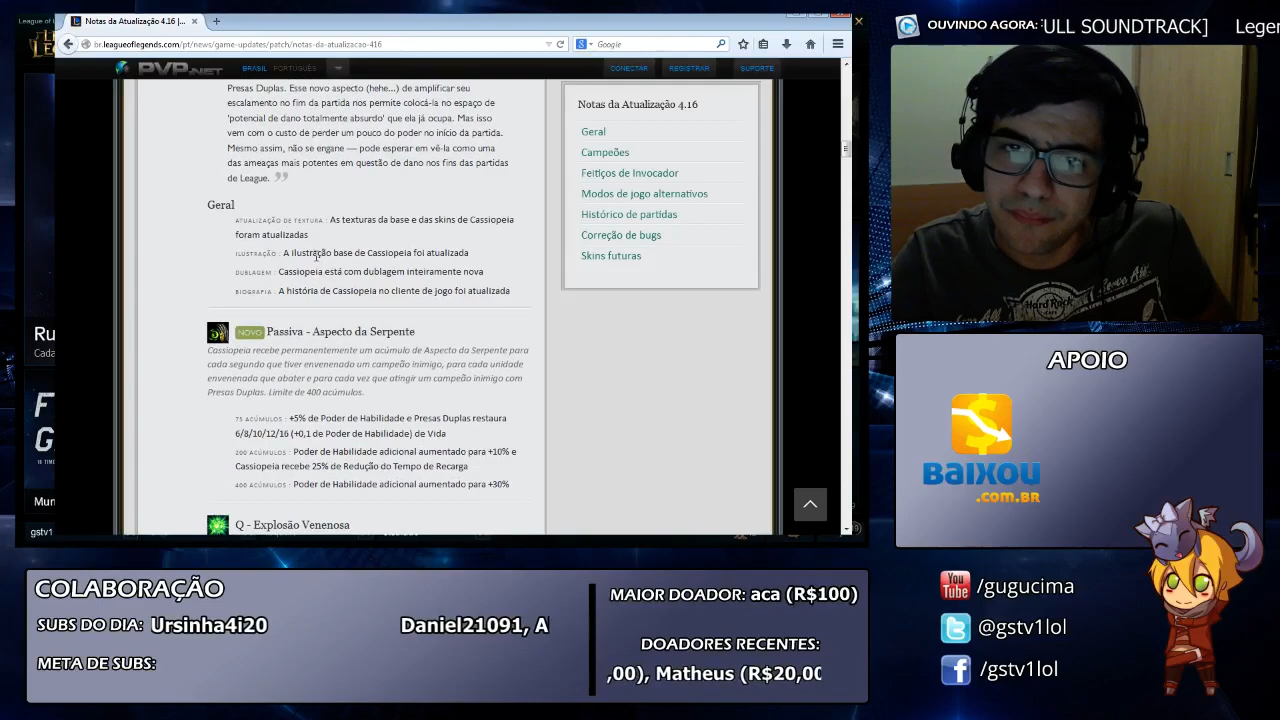 League of
Notas da Atualização 4.16 |...
br.leagueoflegends.com/pt/news/game-updates/patch/notas-da-atualizacao-416
Google
PVP.NET
BRASIL PORTUGUÊS
CONECTAR
REGISTRAR
SUPORTE
Presas Duplas. Esse novo aspecto (hehe...) de amplificar seu
escalamento no fim da partida nos permite colocá-la no espaço de
'potencial de dano totalmente absurdo' que ela já ocupa. Mas isso
vem com o custo de perder um pouco do poder no início da partida.
Mesmo assim, não se engane — pode esperar em vê-la como uma
das ameaças mais potentes em questão de dano nos fins das partidas
de League.
Geral
ATUALIZAÇÃO DE TEXTURA : As texturas da base e das skins de Cassiopeia
foram atualizadas
ILUSTRAÇÃO : A ilustração base de Cassiopeia foi atualizada
DUBLAGEM : Cassiopeia está com dublagem inteiramente nova
BIOGRAFIA : A história de Cassiopeia no cliente de jogo foi atualizada
NOVO Passiva - Aspecto da Serpente
Cassiopeia recebe permanentemente um acúmulo de Aspecto da Serpente para
cada segundo que tiver envenenado um campeão inimigo, para cada unidade
envenenada que abater e para cada vez que atingir um campeão inimigo com
Presas Duplas. Limite de 400 acúmulos.
75 ACÚMULOS : +5% de Poder de Habilidade e Presas Duplas restaura
6/8/10/12/16 (+0,1 de Poder de Habilidade) de Vida
200 ACÚMULOS : Poder de Habilidade adicional aumentado para +10% e
Cassiopeia recebe 25% de Redução do Tempo de Recarga
400 ACÚMULOS : Poder de Habilidade adicional aumentado para +30%
Q - Explosão Venenosa
Notas da Atualização 4.16
Geral
Campeões
Feitiços de Invocador
Modos de jogo alternativos
Histórico de partidas
Correção de bugs
Skins futuras
Ru
Cada
F
G
Mun
gstv1
OUVINDO AGORA: ULL SOUNDTRACK] Legen
HARD ROCK
CAFE
APOIO
BAIXOU
.COM.BR
You
Tube
/gugucima
@gstv1lol
/gstv1lol
COLABORAÇÃO
SUBS DO DIA: Ursinha4i20 Daniel21091, A
META DE SUBS:
MAIOR DOADOR: aca (R$100)
DOADORES RECENTES:
,00), Matheus (R$20,00